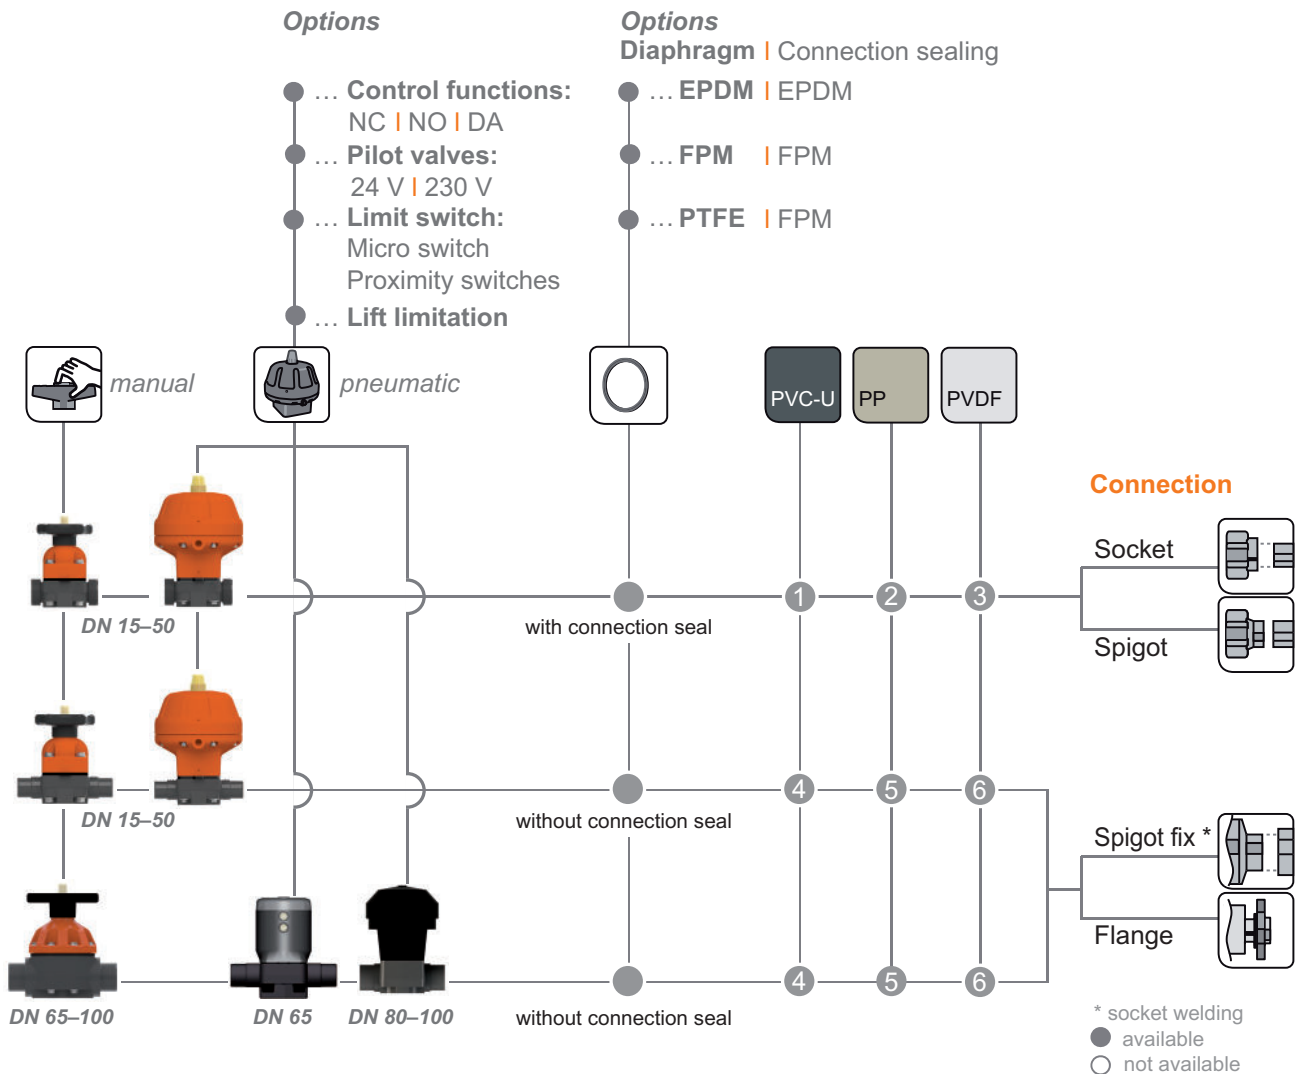 Options
… Control functions:
NC | NO | DA
… Pilot valves:
24 V | 230 V
… Limit switch:
Micro switch
Proximity switches
… Lift limitation
Options
Diaphragm | Connection sealing
… EPDM | EPDM
… FPM | FPM
… PTFE | FPM
manual
pneumatic
PVC-U
PP
PVDF
Connection
Socket
1
2
3
DN 15–50
with connection seal
Spigot
4
5
6
DN 15–50
without connection seal
Spigot fix *
Flange
4
5
6
DN 65–100
DN 65
DN 80–100
without connection seal
* socket welding
available
not available